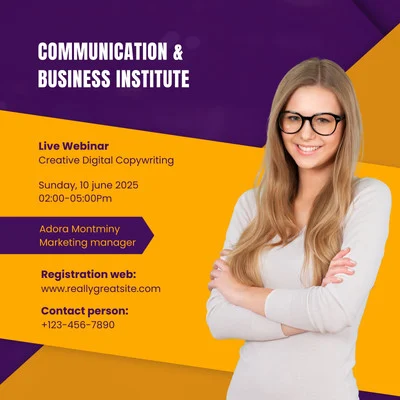 COMMUNICATION &
BUSINESS INSTITUTE
Live Webinar
Creative Digital Copywriting
Sunday, 10 june 2025
02:00-05:00Pm
Adora Montminy
Marketing manager
Registration web:
www.reallygreatsite.com
Contact person:
+123-456-7890